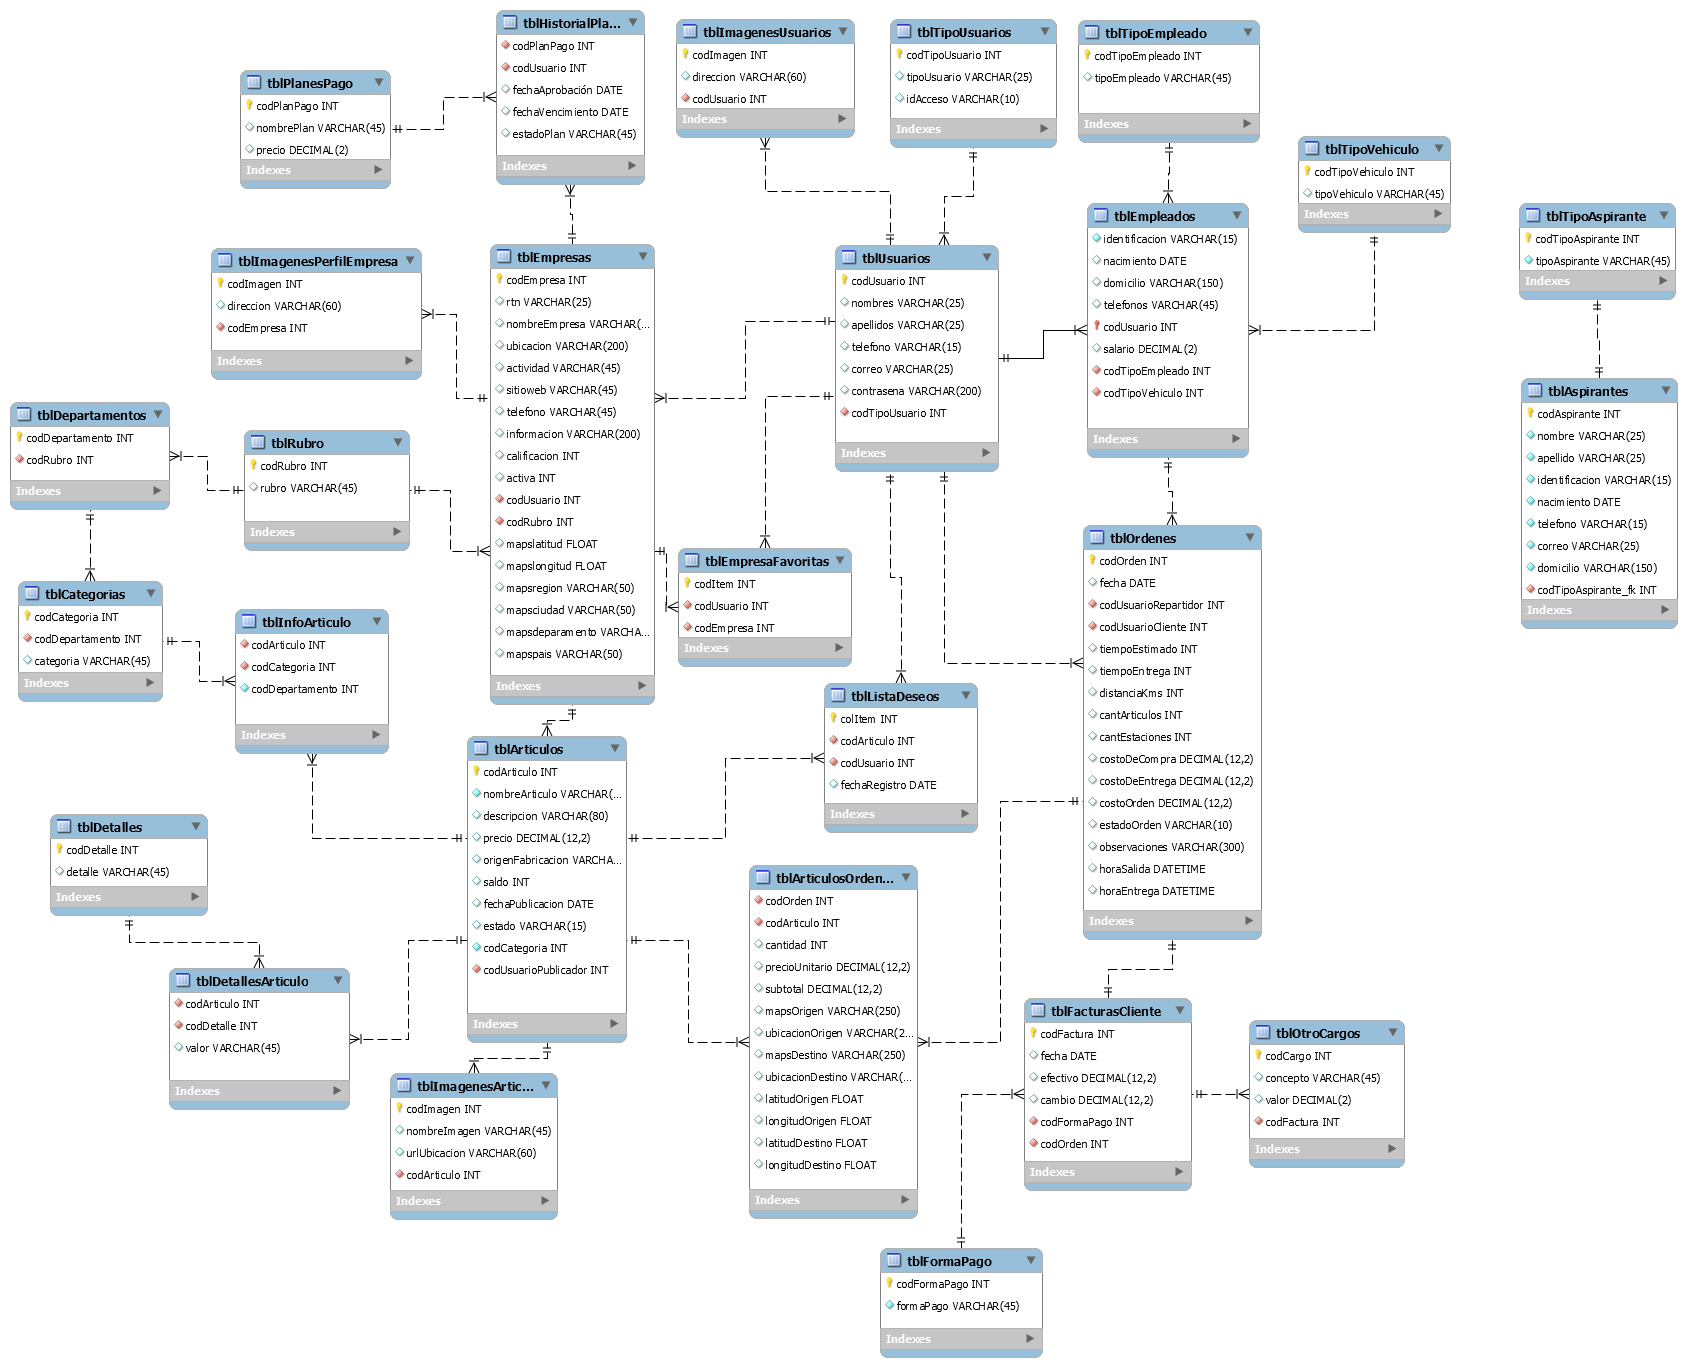 tblHistorialPla...
codPlanPago INT
codUsuario INT
fechaAprobación DATE
fechaVencimiento DATE
estadoPlan VARCHAR(45)
Indexes
tblImagenesUsuarios
codImagen INT
direccion VARCHAR(60)
codUsuario INT
Indexes
tblTipoUsuarios
codTipoUsuario INT
tipoUsuario VARCHAR(25)
idAcceso VARCHAR(10)
Indexes
tblTipoEmpleado
codTipoEmpleado INT
tipoEmpleado VARCHAR(45)
Indexes
tblPlanesPago
codPlanPago INT
nombrePlan VARCHAR(45)
precio DECIMAL(2)
Indexes
tblTipoVehiculo
codTipoVehiculo INT
tipoVehiculo VARCHAR(45)
Indexes
tblEmpleados
identificacion VARCHAR(15)
nacimiento DATE
domicilio VARCHAR(150)
telefonos VARCHAR(45)
codUsuario INT
salario DECIMAL(2)
codTipoEmpleado INT
codTipoVehiculo INT
Indexes
tblTipoAspirante
codTipoAspirante INT
tipoAspirante VARCHAR(45)
Indexes
tblImagenesPerfilEmpresa
codImagen INT
direccion VARCHAR(60)
codEmpresa INT
Indexes
tblEmpresas
codEmpresa INT
rtn VARCHAR(25)
nombreEmpresa VARCHAR(...
ubicacion VARCHAR(200)
actividad VARCHAR(45)
sitioweb VARCHAR(45)
telefono VARCHAR(45)
informacion VARCHAR(200)
calificacion INT
activa INT
codUsuario INT
codRubro INT
mapslatitud FLOAT
mapslongitud FLOAT
mapsregion VARCHAR(50)
mapsciudad VARCHAR(50)
mapsdeparamento VARCHA...
mapspais VARCHAR(50)
Indexes
tblUsuarios
codUsuario INT
nombres VARCHAR(25)
apellidos VARCHAR(25)
telefono VARCHAR(15)
correo VARCHAR(25)
contrasena VARCHAR(200)
codTipoUsuario INT
Indexes
tblAspirantes
codAspirante INT
nombre VARCHAR(25)
apellido VARCHAR(25)
identificacion VARCHAR(15)
nacimiento DATE
telefono VARCHAR(15)
correo VARCHAR(25)
domicilio VARCHAR(150)
codTipoAspirante_fk INT
Indexes
tblDepartamentos
codDepartamento INT
codRubro INT
Indexes
tblRubro
codRubro INT
rubro VARCHAR(45)
Indexes
tblOrdenes
codOrden INT
fecha DATE
codUsuarioRepartidor INT
codUsuarioCliente INT
tiempoEstimado INT
tiempoEntrega INT
distanciaKms INT
cantArticulos INT
cantEstaciones INT
costoDeCompra DECIMAL(12,2)
costoDeEntrega DECIMAL(12,2)
costoOrden DECIMAL(12,2)
estadoOrden VARCHAR(10)
observaciones VARCHAR(300)
horaSalida DATETIME
horaEntrega DATETIME
Indexes
tblEmpresaFavoritas
codItem INT
codUsuario INT
codEmpresa INT
Indexes
tblCategorias
codCategoria INT
codDepartamento INT
categoria VARCHAR(45)
Indexes
tblInfoArticulo
codArticulo INT
codCategoria INT
codDepartamento INT
Indexes
tblListaDeseos
colItem INT
codArticulo INT
codUsuario INT
fechaRegistro DATE
Indexes
tblArticulos
codArticulo INT
nombreArticulo VARCHAR(...
descripcion VARCHAR(80)
precio DECIMAL(12,2)
origenFabricacion VARCHA...
saldo INT
fechaPublicacion DATE
estado VARCHAR(15)
codCategoria INT
codUsuarioPublicador INT
Indexes
tblDetalles
codDetalle INT
detalle VARCHAR(45)
Indexes
tblArticulosOrden...
codOrden INT
codArticulo INT
cantidad INT
precioUnitario DECIMAL(12,2)
subtotal DECIMAL(12,2)
mapsOrigen VARCHAR(250)
ubicacionOrigen VARCHAR(2...
mapsDestino VARCHAR(250)
ubicacionDestino VARCHAR(...
latitudOrigen FLOAT
longitudOrigen FLOAT
latitudDestino FLOAT
longitudDestino FLOAT
Indexes
tblDetallesArticulo
codArticulo INT
codDetalle INT
valor VARCHAR(45)
Indexes
tblFacturasCliente
codFactura INT
fecha DATE
efectivo DECIMAL(12,2)
cambio DECIMAL(12,2)
codFormaPago INT
codOrden INT
Indexes
tblOtroCargos
codCargo INT
concepto VARCHAR(45)
valor DECIMAL(2)
codFactura INT
Indexes
tblImagenesArtic...
codImagen INT
nombreImagen VARCHAR(45)
urlUbicacion VARCHAR(60)
codArticulo INT
Indexes
tblFormaPago
codFormaPago INT
formaPago VARCHAR(45)
Indexes